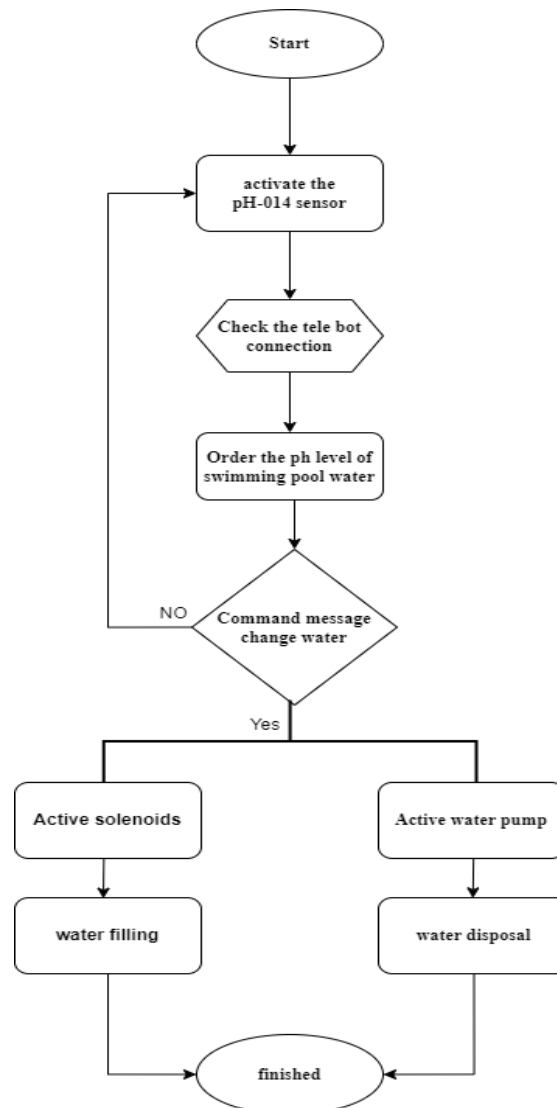 Start
activate the
pH-014 sensor
Check the tele bot
connection
Order the ph level of
swimming pool water
NO
Command message
change water
Yes
Active solenoids
Active water pump
water filling
water disposal
finished